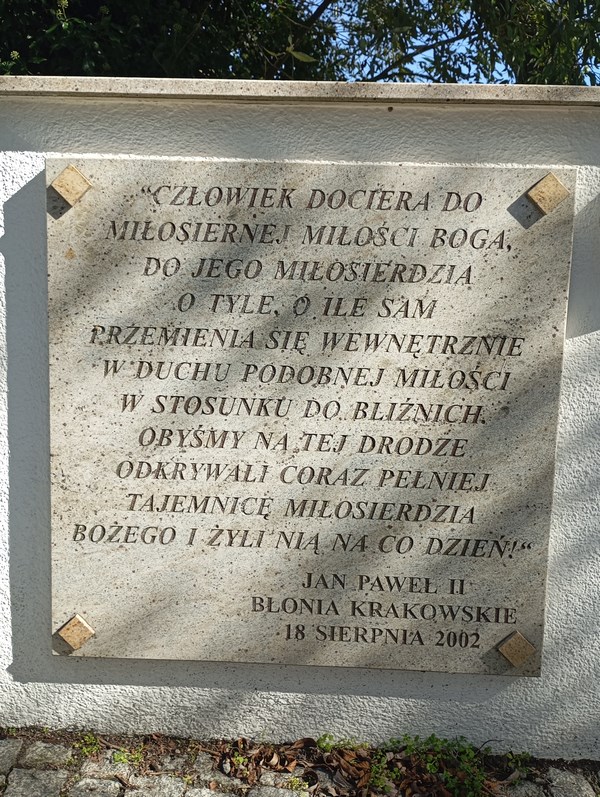 “CZŁOWIEK DOCIERA DO
MIŁOSIERNEJ MIŁOŚCI BOGA,
DO JEGO MIŁOSIERDZIA
O TYLE, O ILE SAM
PRZEMIENIA SIĘ WEWNĘTRZNIE
W DUCHU PODOBNEJ MIŁOŚCI
W STOSUNKU DO BLIŹNICH.
OBYŚMY NA TEJ DRODZE
ODKRYWALI CORAZ PEŁNIEJ
TAJEMNICĘ MIŁOSIERDZIA
BOŻEGO I ŻYLI NIĄ NA CO DZIEŃ!“
JAN PAWEŁ II
BŁONIA KRAKOWSKIE
18 SIERPNIA 2002